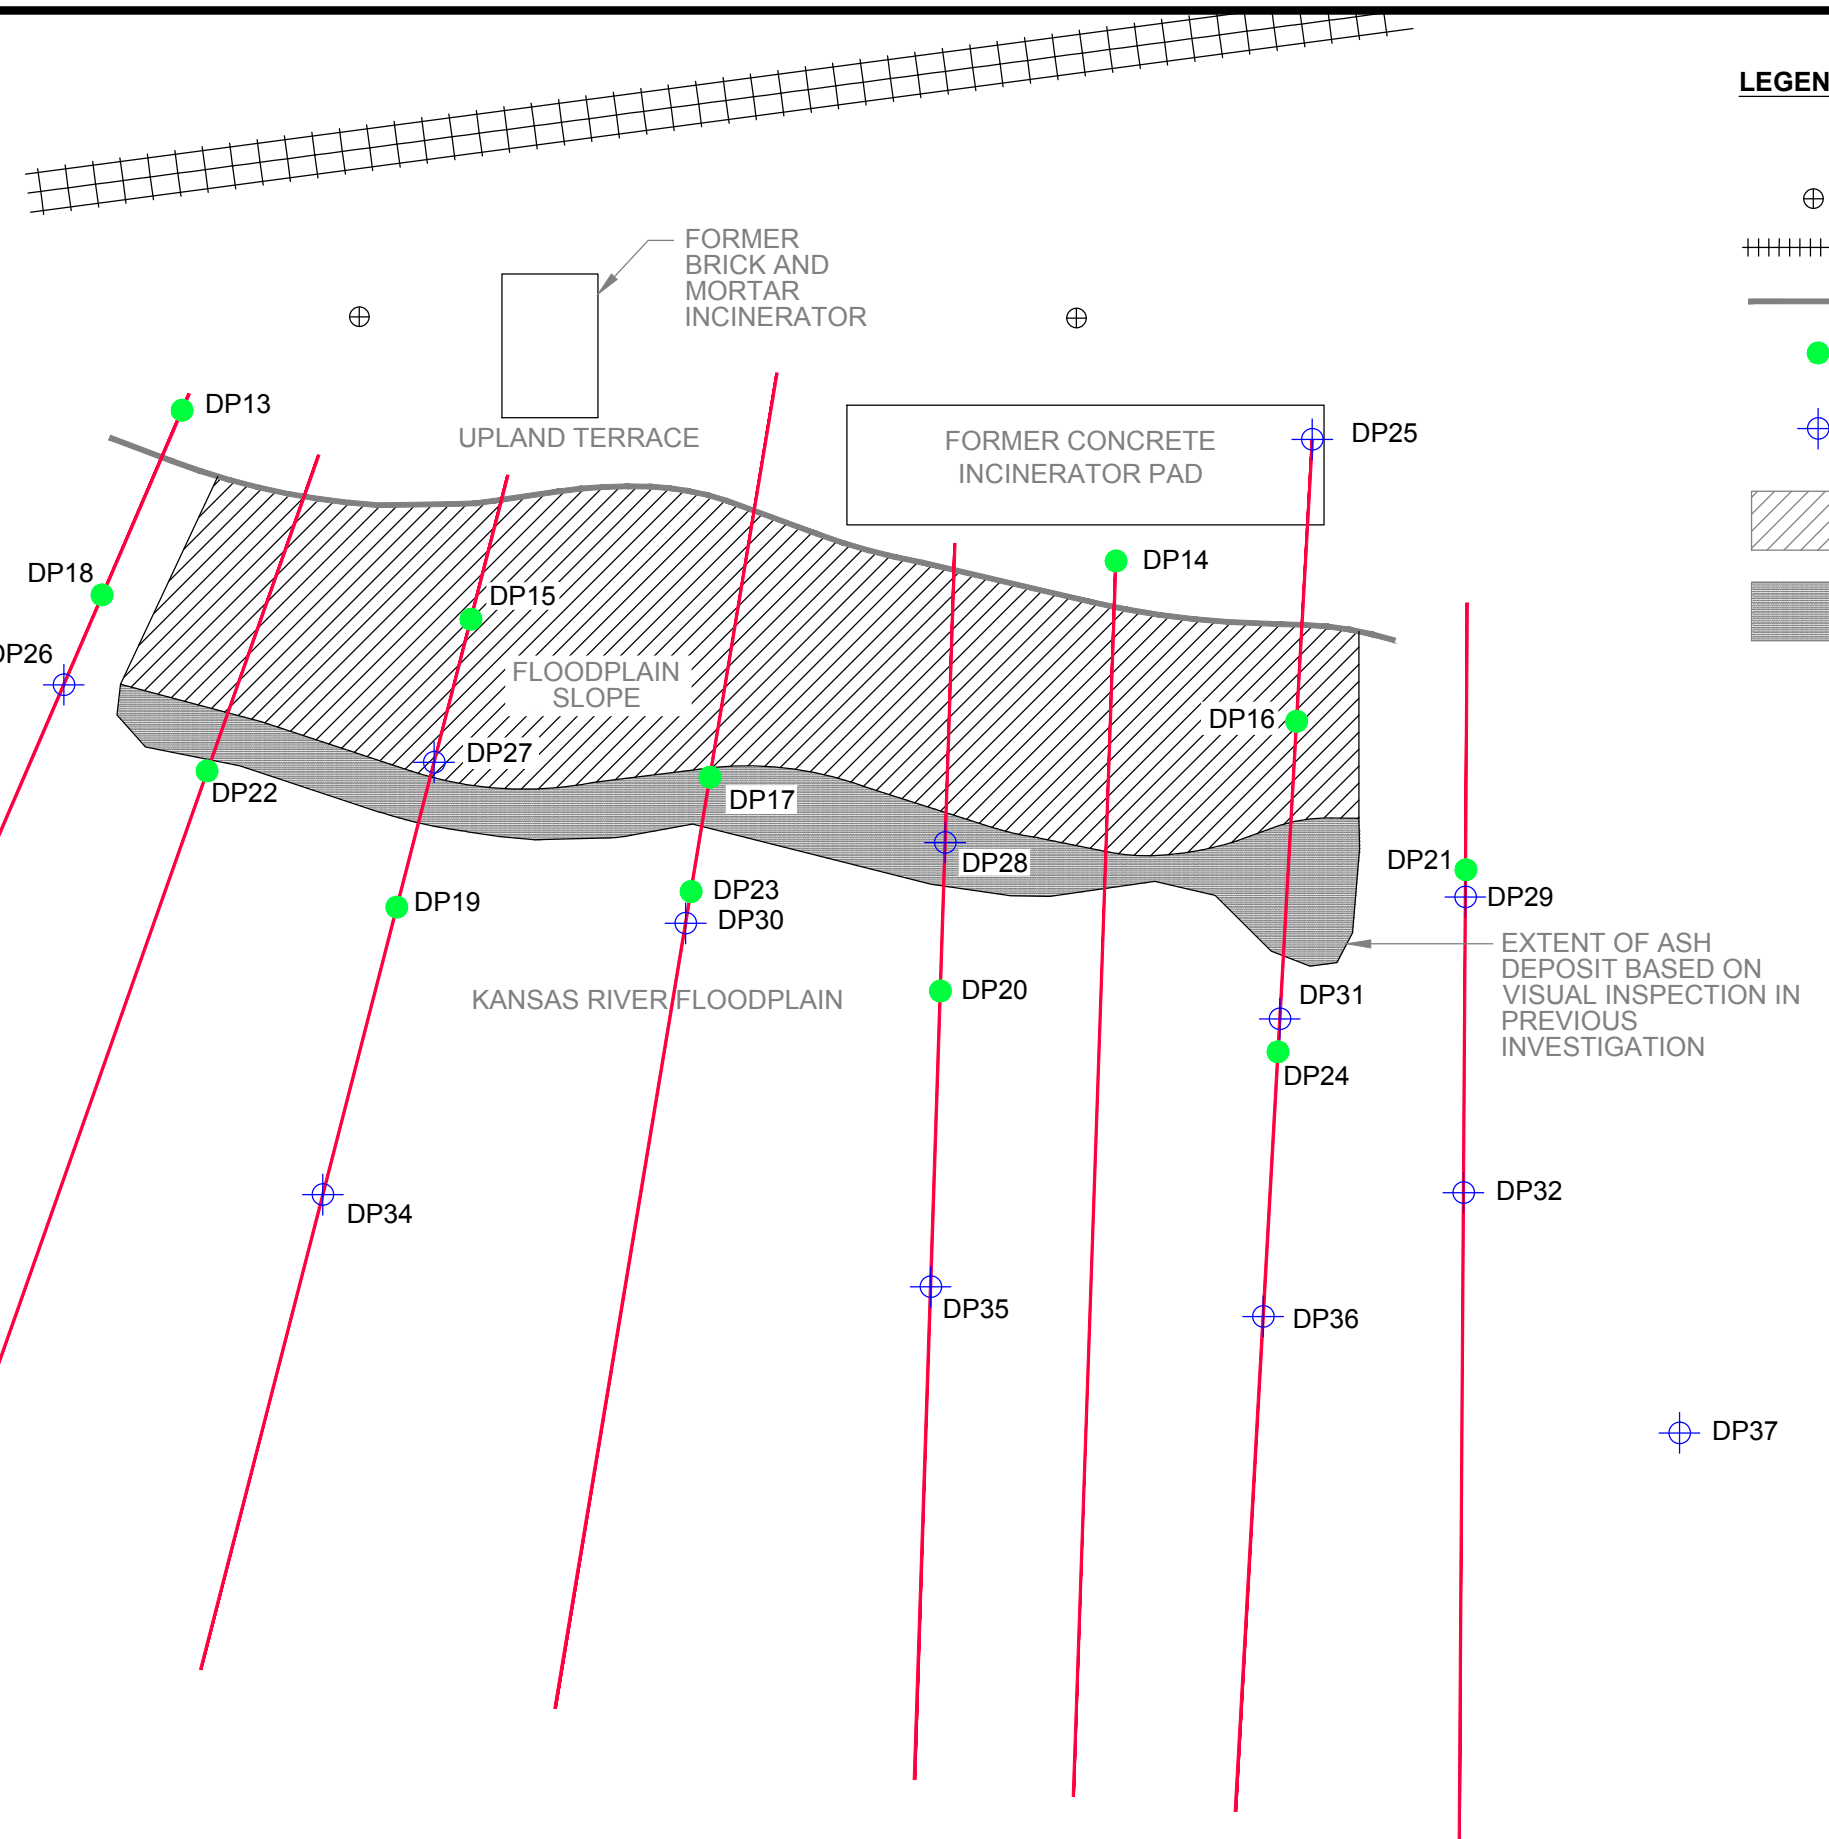 LEGEN
FORMER
BRICK AND
MORTAR
INCINERATOR
DP13
UPLAND TERRACE
FORMER CONCRETE
INCINERATOR PAD
DP25
DP14
DP18
DP15
DP26
FLOODPLAIN
SLOPE
DP16
DP27
DP22
DP17
DP28
DP21
DP29
DP19
DP23
DP30
EXTENT OF ASH
DEPOSIT BASED ON
VISUAL INSPECTION IN
PREVIOUS
INVESTIGATION
KANSAS RIVER FLOODPLAIN
DP20
DP31
DP24
DP32
DP34
DP35
DP36
DP37